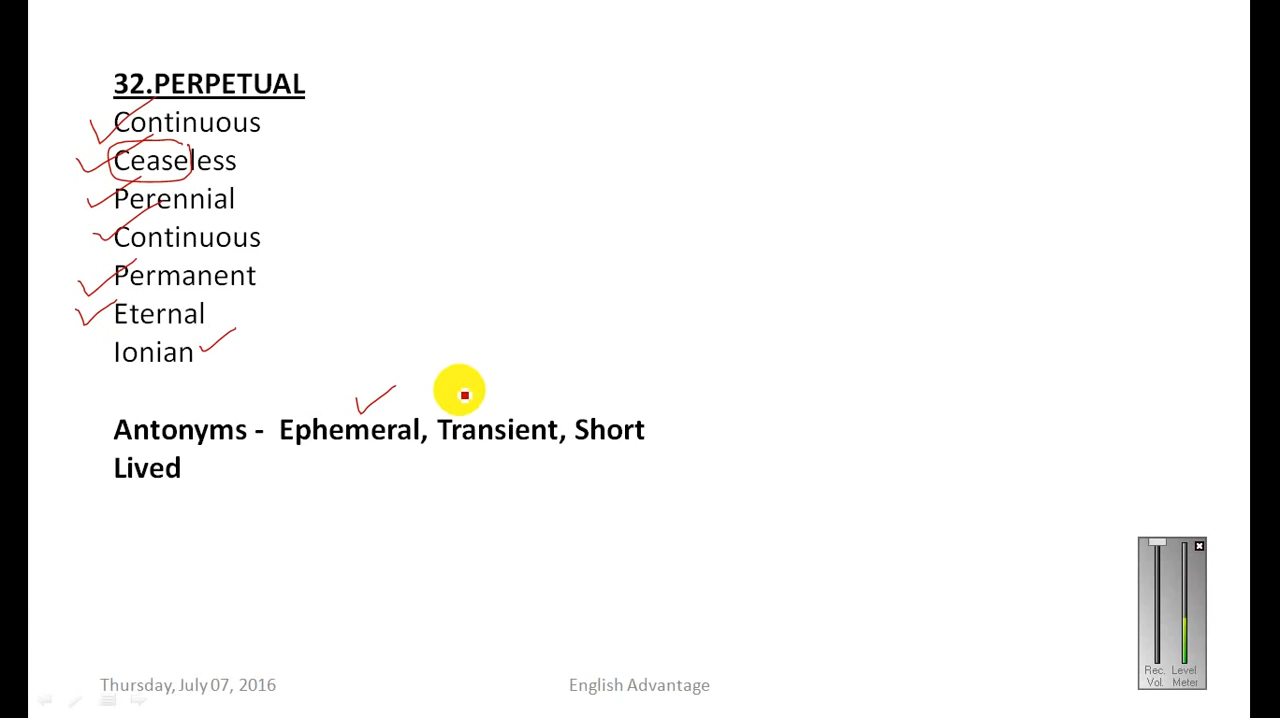 32.PERPETUAL
Continuous
Ceaseless
Perennial
Continuous
Permanent
Eternal
Ionian
Antonyms - Ephemeral, Transient, Short
Lived
Rec. Level
Vol. Meter
Thursday, July 07, 2016 English Advantage